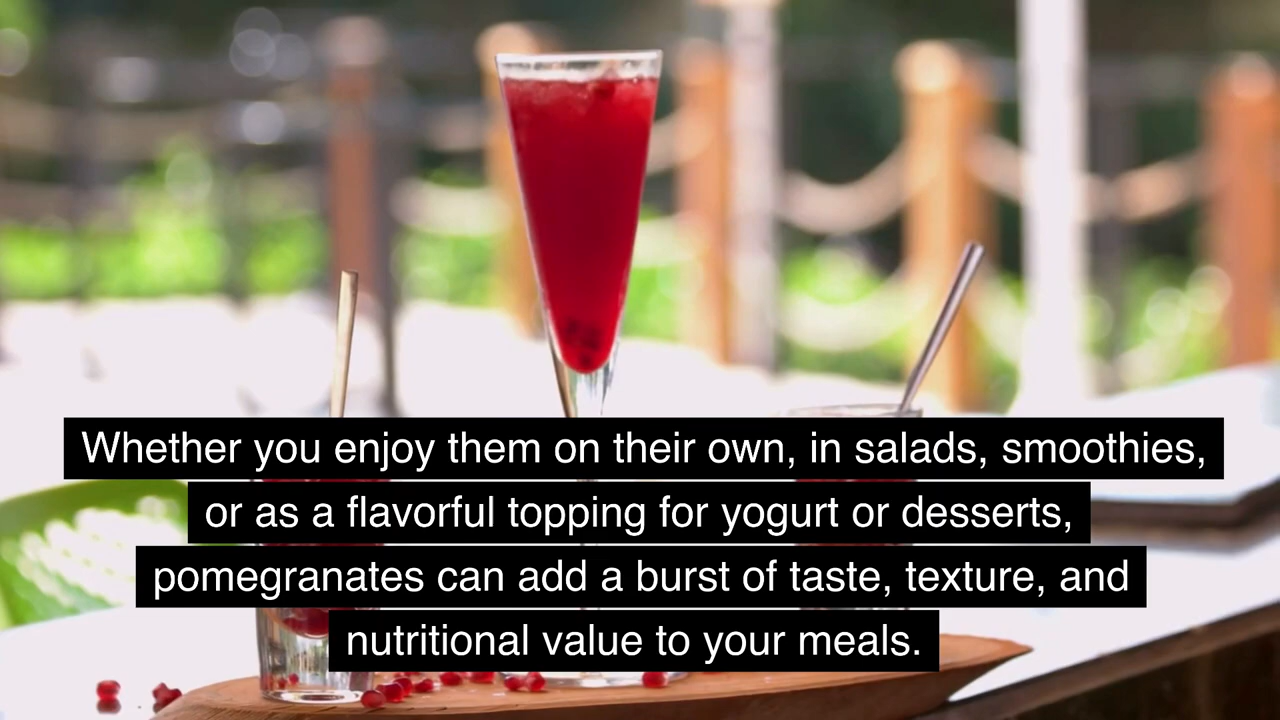 Whether you enjoy them on their own, in salads, smoothies,
or as a flavorful topping for yogurt or desserts,
pomegranates can add a burst of taste, texture, and
nutritional value to your meals.